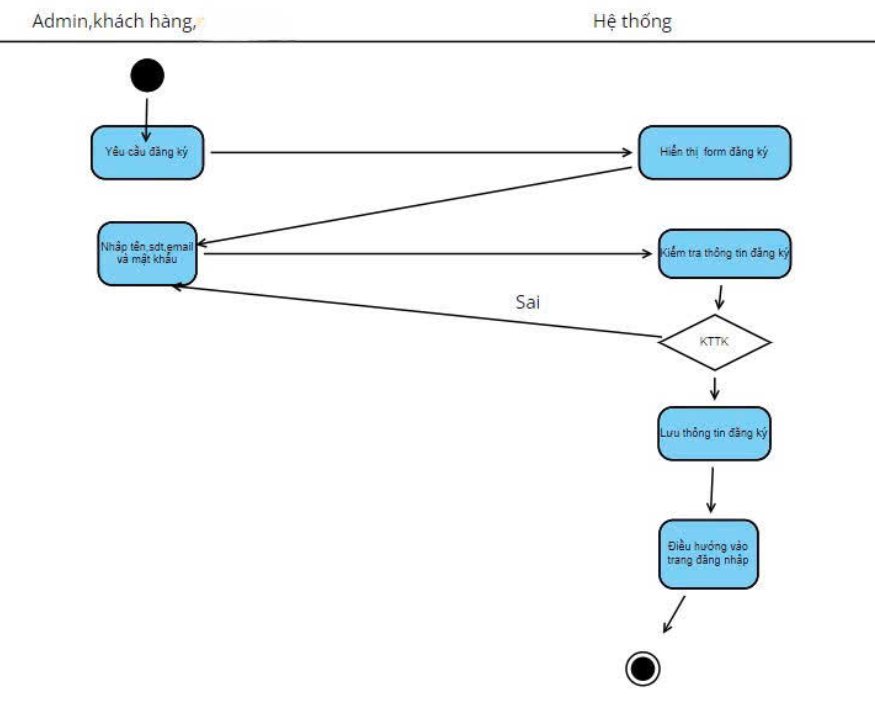 Admin,khách hàng,
Hệ thống
Yêu cầu đăng ký
Hiển thị form đăng ký
Nhập tên,sdt,email
và mật khẩu
Kiểm tra thông tin đăng ký
Sai
KTTK
Lưu thông tin đăng ký
Điều hướng vào
trang đăng nhập